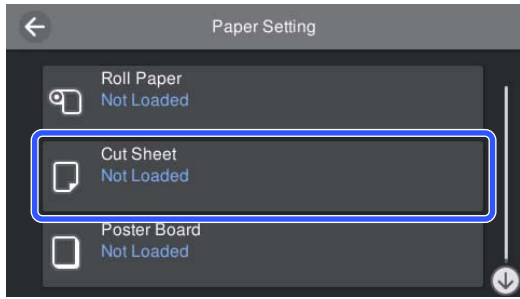 Paper Setting
Roll Paper
Not Loaded
Cut Sheet
Not Loaded
Poster Board
Not Loaded